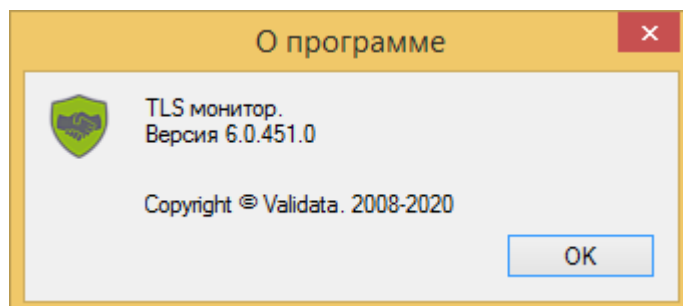 О программе
TLS монитор.
Версия 6.0.451.0
Copyright © Validata. 2008-2020
OK